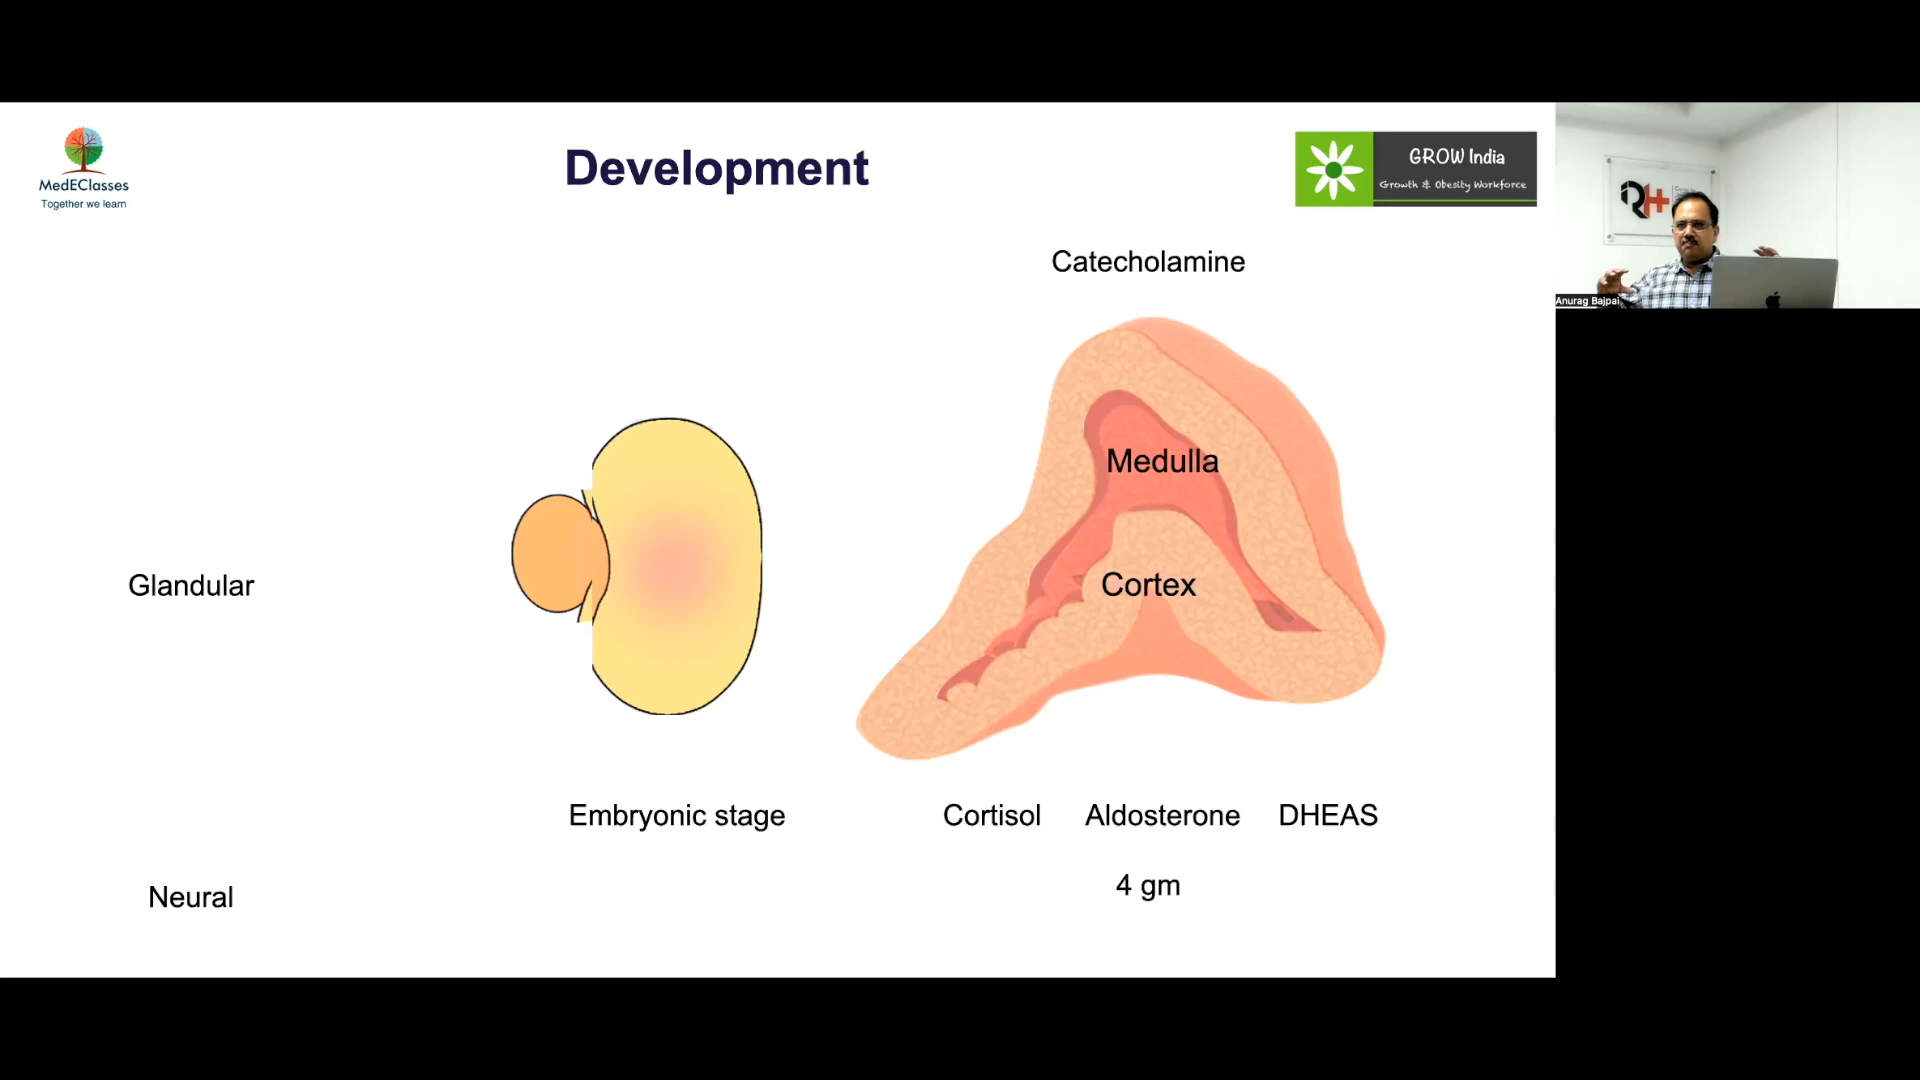 MedEClasses
Together we learn
Development
GROW India
Growth & Obesity Workforce
RH
Anurag Bajpai
Catecholamine
Medulla
Glandular
Cortex
Embryonic stage
Cortisol Aldosterone DHEAS
Neural
4 gm